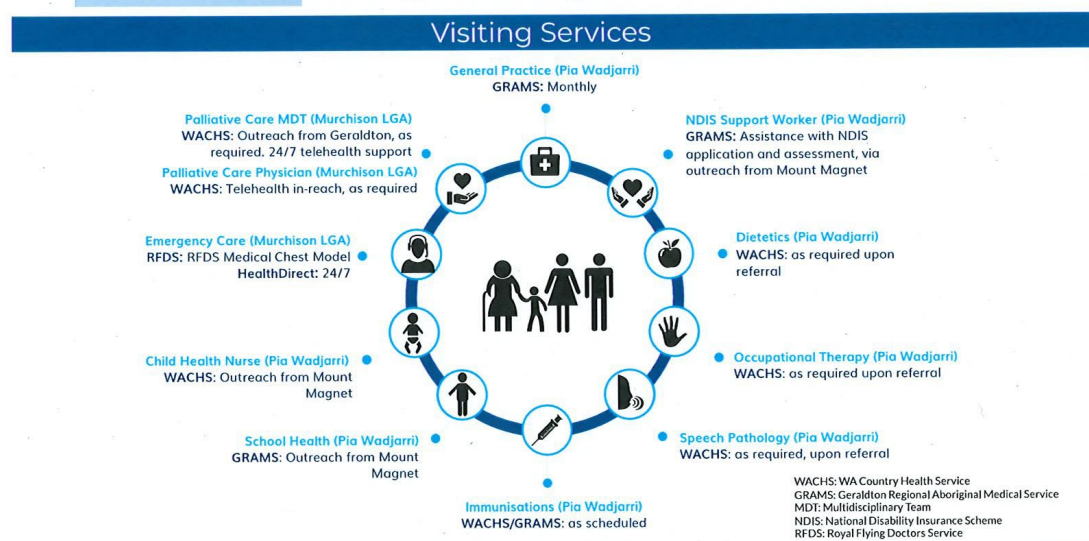 Visiting Services
General Practice (Pia Wadjarri)
GRAMS: Monthly
NDIS Support Worker (Pia Wadjarri)
GRAMS: Assistance with NDIS
application and assessment, via
outreach from Mount Magnet
Dietetics (Pia Wadjarri)
WACHS: as required upon
referral
Occupational Therapy (Pia Wadjarri)
WACHS: as required upon referral
Speech Pathology (Pia Wadjarri)
WACHS: as required, upon referral
Immunisations (Pia Wadjarri)
WACHS/GRAMS: as scheduled
School Health (Pia Wadjarri)
GRAMS: Outreach from Mount
Magnet
Child Health Nurse (Pia Wadjarri)
WACHS: Outreach from Mount
Magnet
Emergency Care (Murchison LGA)
RFDS: RFDS Medical Chest Model
HealthDirect: 24/7
Palliative Care MDT (Murchison LGA)
WACHS: Outreach from Geraldton, as
required. 24/7 telehealth support
Palliative Care Physician (Murchison LGA)
WACHS: Telehealth in-reach, as required
WACHS: WA Country Health Service
GRAMS: Geraldton Regional Aboriginal Medical Service
MDT: Multidisciplinary Team
NDIS: National Disability Insurance Scheme
RFDS: Royal Flying Doctors Service